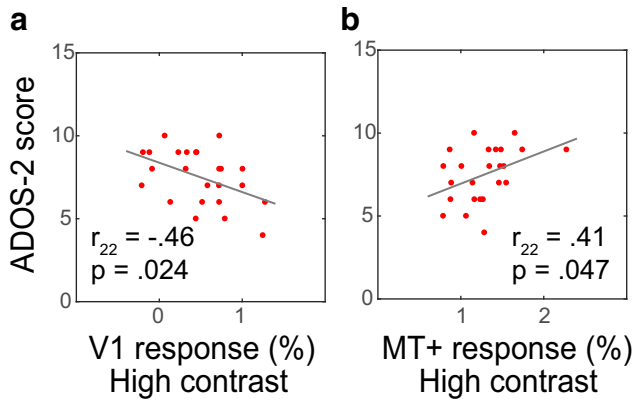 a
ADOS-2 score
15
10
5
0
r22 = -.46
p = .024
0
1
V1 response (%)
High contrast
b
15
10
5
0
r22 = .41
p = .047
1
2
MT+ response (%)
High contrast